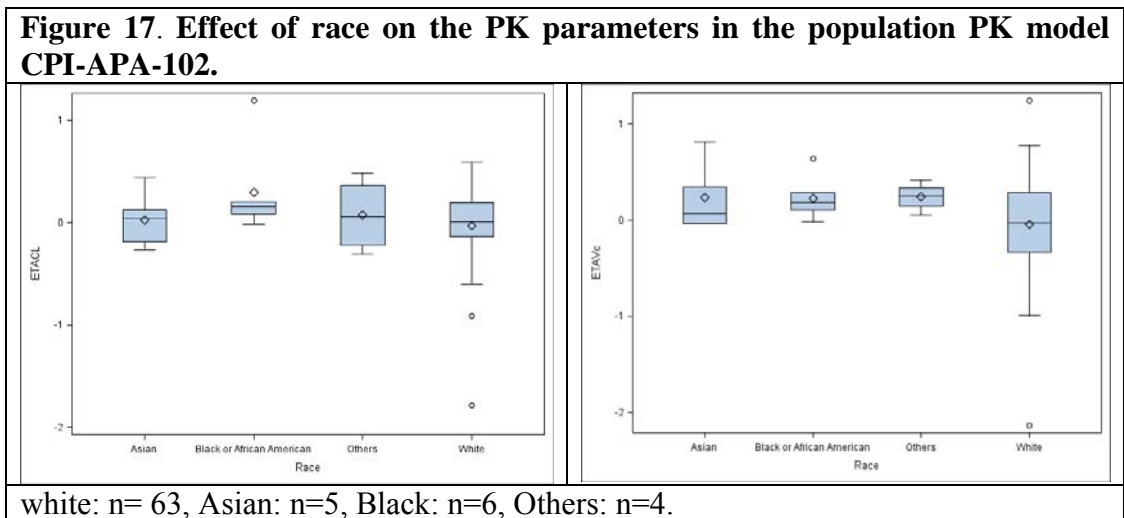 Figure 17. Effect of race on the PK parameters in the population PK model
CPI-APA-102.
ETACL
1
0
-1
-2
Asian
Black or African American
Others
White
Race
ETAVc
1
0
-1
-2
Asian
Black or African American
Others
White
Race
white: n= 63, Asian: n=5, Black: n=6, Others: n=4.